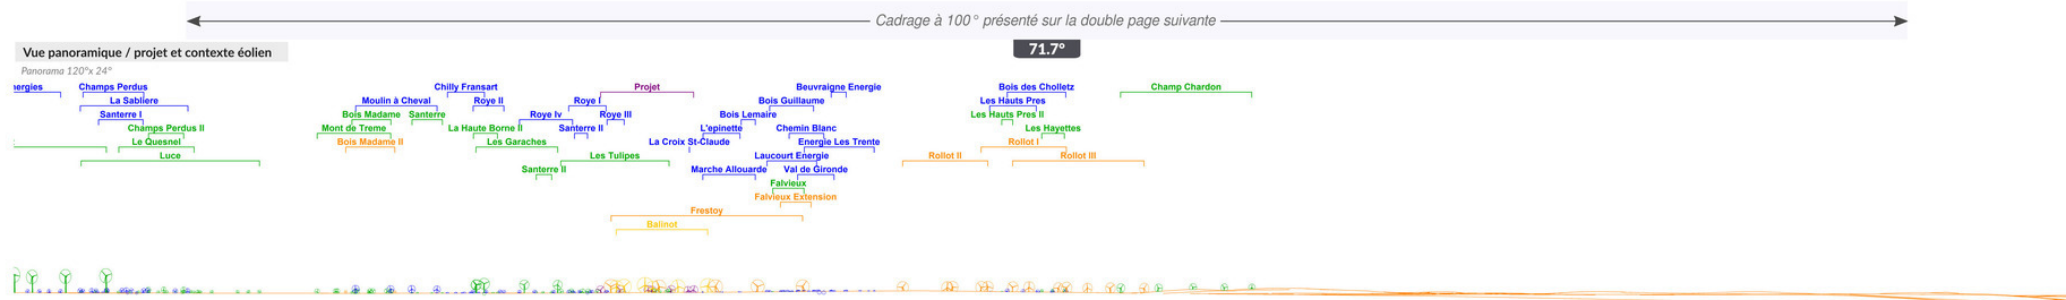 Cadrage à 100° présenté sur la double page suivante
Vue panoramique / projet et contexte éolien
71.7°
Panorama 120°x 24°
nergies
Champs Perdus
Chilly Fransart
Projet
Beuvraigne Energie
Bois des Cholletz
Champ Chardon
La Sabliere
Moulin à Cheval
Roye II
Roye I
Bois Guillaume
Les Hauts Pres
Santerre I
Bois Madame
Santerre
Roye Iv
Roye III
Bois Lemaire
Les Hauts Pres II
Champs Perdus II
Mont de Treme
La Haute Borne II
Santerre II
L'epinette
Chemin Blanc
Les Hayettes
Le Quesnel
Bois Madame II
Les Garaches
La Croix St-Claude
Energie Les Trente
Rollot I
Luce
Les Tulipes
Laucourt Energie
Rollot II
Rollot III
Santerre II
Marche Allouarde
Val de Gironde
Falvieux
Falvieux Extension
Frestoy
Balinot